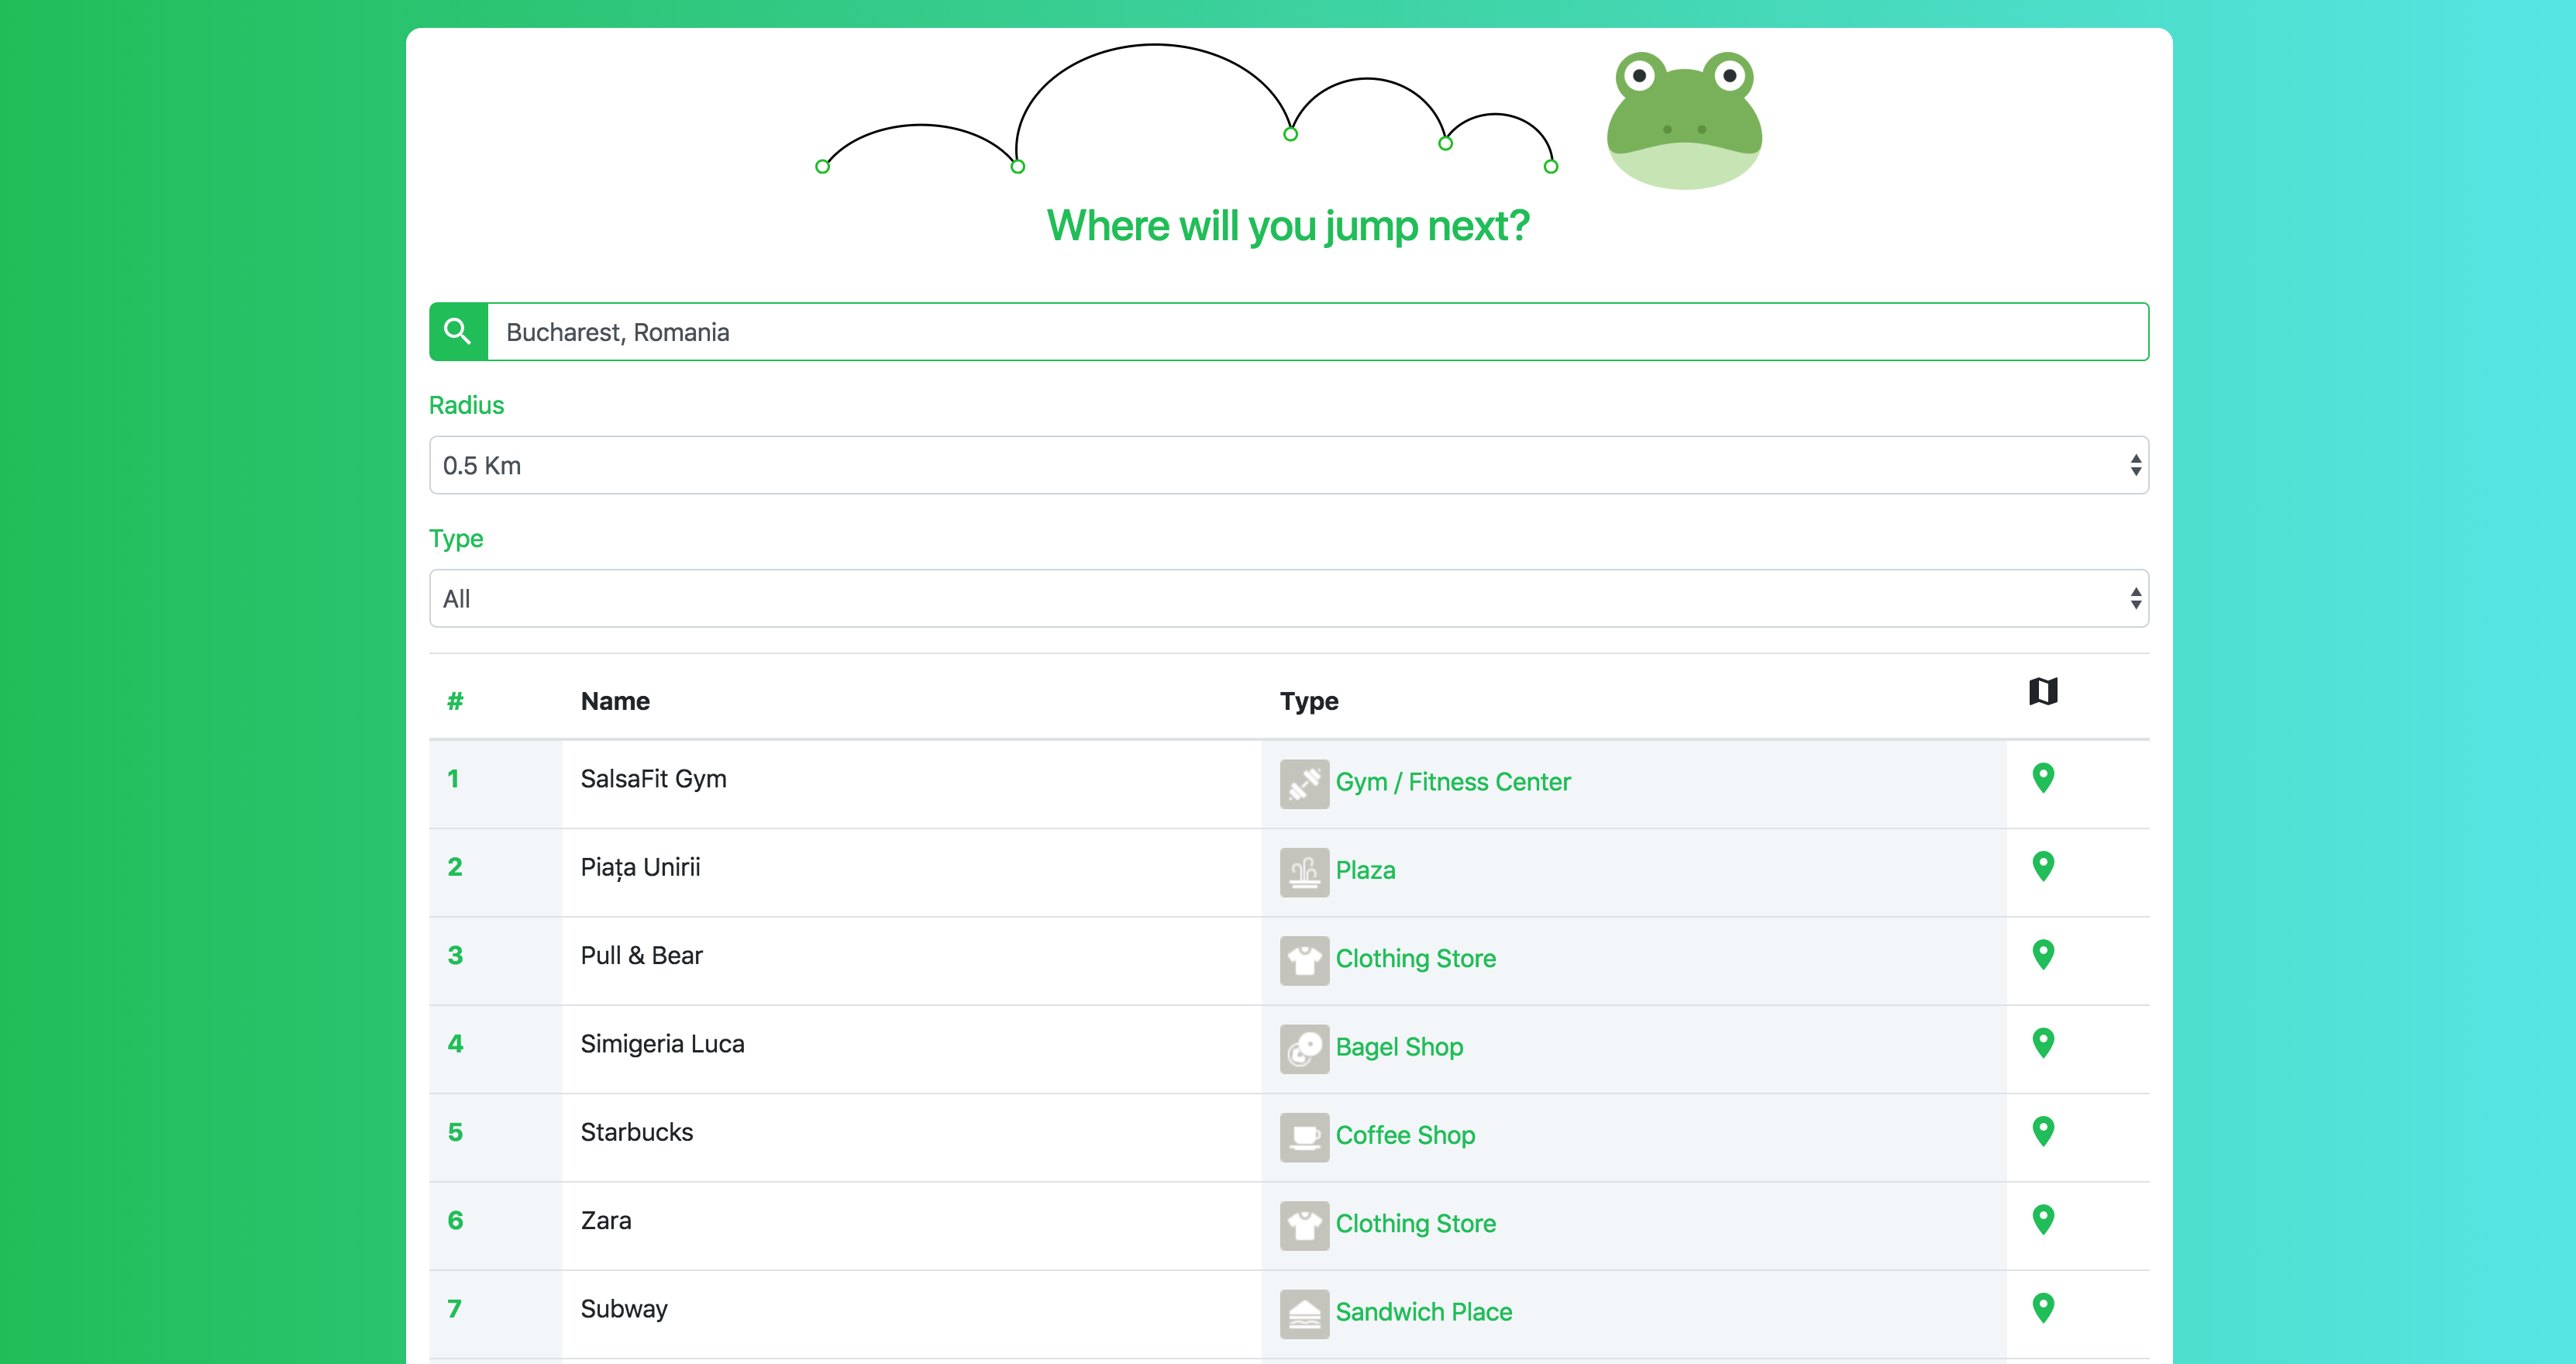 Where will you jump next?
Bucharest, Romania
Radius
0.5 Km
Type
All
# Name Type
1 SalsaFit Gym Gym / Fitness Center
2 Piața Unirii Plaza
3 Pull & Bear Clothing Store
4 Simigeria Luca Bagel Shop
5 Starbucks Coffee Shop
6 Zara Clothing Store
7 Subway Sandwich Place